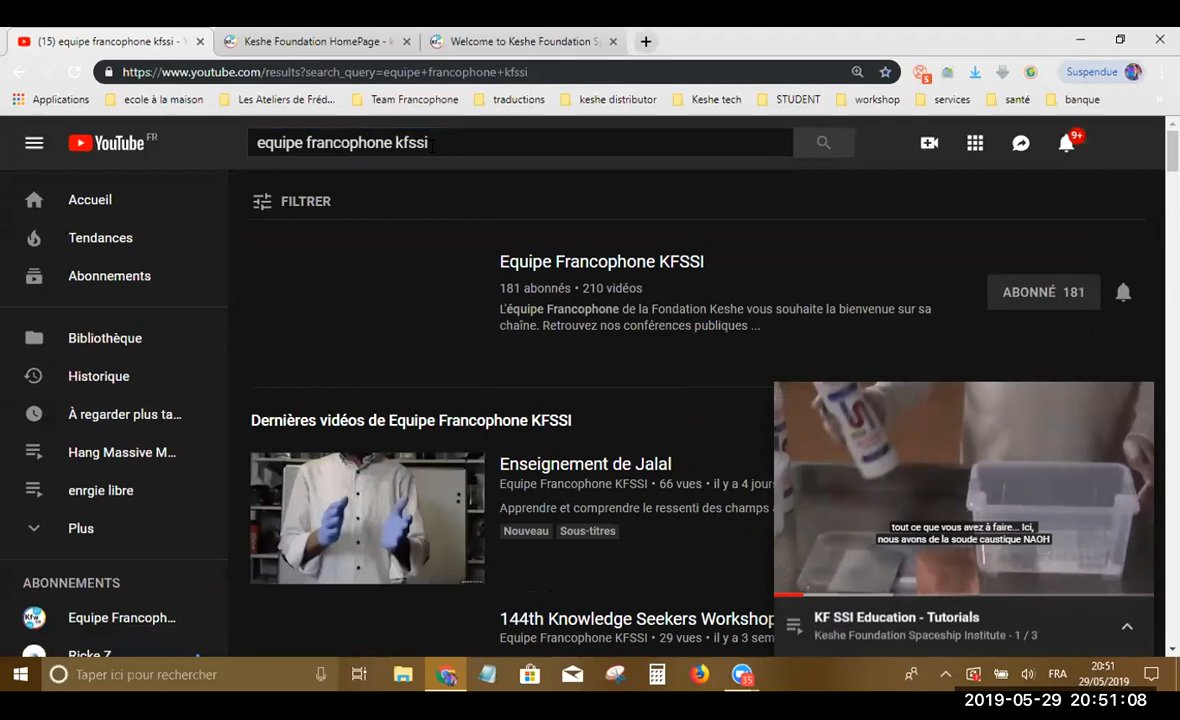 (15) equipe francophone kfssi -
Keshe Foundation HomePage -
Welcome to Keshe Foundation S
https://www.youtube.com/results?search_query=equipe+francophone+kfssi
5
Suspendue
Applications
ecole à la maison
Les Ateliers de Fréd...
Team Francophone
traductions
keshe distributor
Keshe tech
STUDENT
workshop
services
santé
banque
YouTube FR
equipe francophone kfssi
9+
Accueil
Tendances
Abonnements
Bibliothèque
Historique
À regarder plus ta...
Hang Massive M...
enrgie libre
Plus
ABONNEMENTS
Equipe Francoph...
Ricke Z
FILTRER
Equipe Francophone KFSSI
181 abonnés • 210 vidéos
L'équipe Francophone de la Fondation Keshe vous souhaite la bienvenue sur sa
chaîne. Retrouvez nos conférences publiques ...
ABONNÉ 181
Dernières vidéos de Equipe Francophone KFSSI
Enseignement de Jalal
Equipe Francophone KFSSI • 66 vues • il y a 4 jour
Apprendre et comprendre le ressenti des champs
Nouveau
Sous-titres
144th Knowledge Seekers Workshop
Equipe Francophone KFSSI • 29 vues • il y a 3 sem
tout ce que vous avez à faire... Ici,
nous avons de la soude caustique NAOH
KF SSI Education - Tutorials
Keshe Foundation Spaceship Institute - 1 / 3
Taper ici pour rechercher
35
FRA
20:51
29/05/2019
2019-05-29 20:51:08